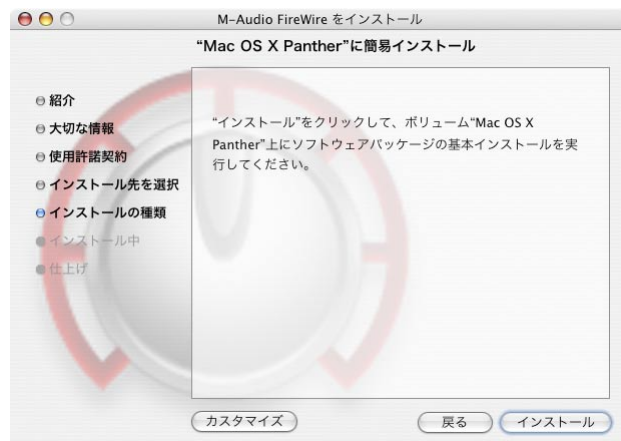 M-Audio FireWire をインストール
“Mac OS X Panther”に簡易インストール
紹介
大切な情報
使用許諾契約
インストール先を選択
インストールの種類
インストール中
仕上げ
“インストール”をクリックして、ボリューム“Mac OS X
Panther”上にソフトウェアパッケージの基本インストールを実
行してください。
カスタマイズ
戻る
インストール